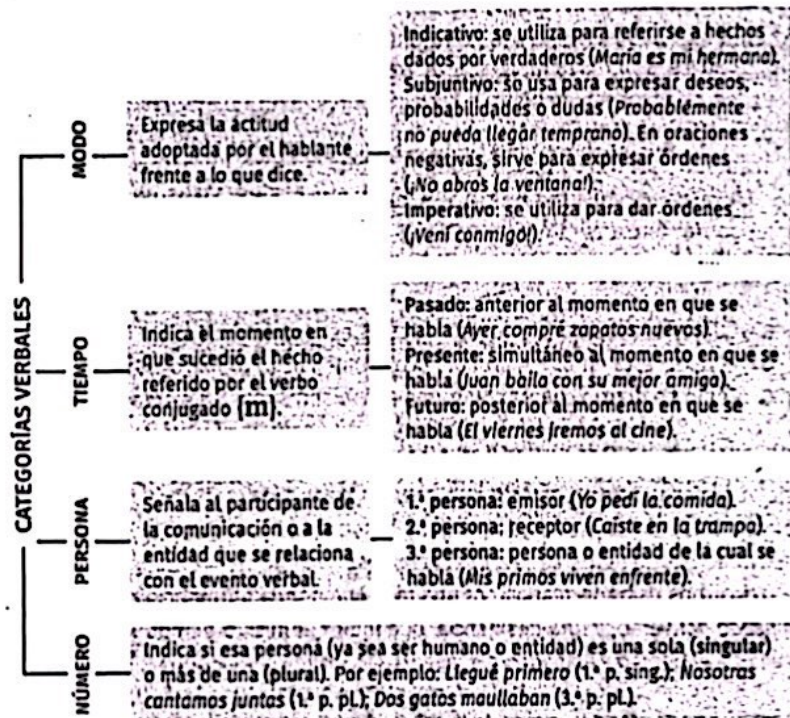 CATEGORÍAS VERBALES
MODO
Expresa la actitud
adoptada por el hablante
frente a lo que dice.
Indicativo: se utiliza para referirse a hechos
dados por verdaderos (María es mi hermana).
Subjuntivo: se usa para expresar deseos,
probabilidades o dudas (Probablemente
no pueda llegar temprano). En oraciones
negativas, sirve para expresar órdenes
(¡No abras la ventana!).
Imperativo: se utiliza para dar órdenes
(¡Vení conmigo!).
TIEMPO
Indica el momento en
que sucedió el hecho
referido por el verbo
conjugado [m].
Pasado: anterior al momento en que se
habla (Ayer compré zapatos nuevos).
Presente: simultáneo al momento en que se
habla (Juan baila con su mejor amiga).
Futuro: posterior al momento en que se
habla (El viernes iremos al cine).
PERSONA
Señala al participante de
la comunicación o a la
entidad que se relaciona
con el evento verbal.
1.ª persona: emisor (Yo pedí la comida).
2.ª persona: receptor (Caíste en la trampa).
3.ª persona: persona o entidad de la cual se
habla (Mis primos viven enfrente).
NÚMERO
Indica si esa persona (ya sea ser humano o entidad) es una sola (singular)
o más de una (plural). Por ejemplo: Llegué primero (1.ª p. sing.); Nosotras
cantamos juntas (1.ª p. pl.); Dos gatos maullaban (3.ª p. pl.).